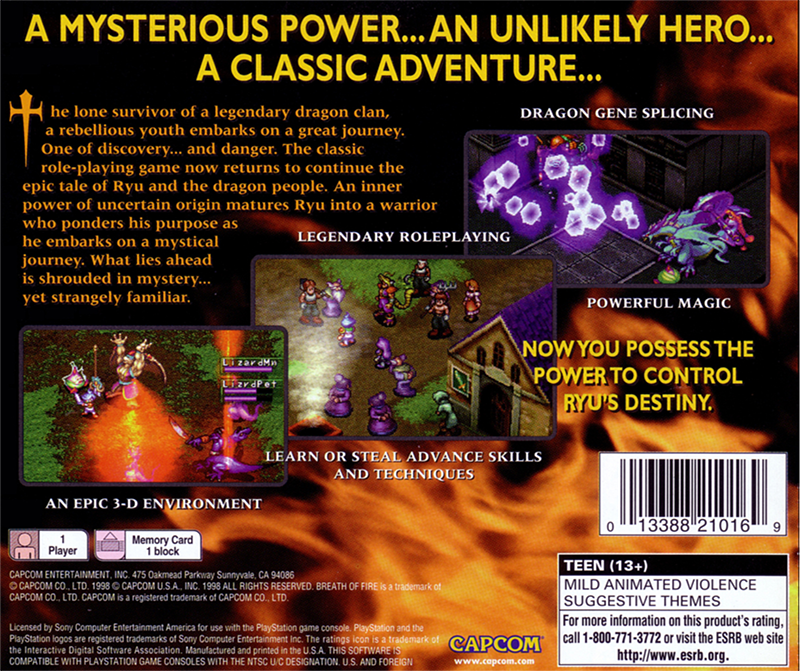 A MYSTERIOUS POWER... AN UNLIKELY HERO...
A CLASSIC ADVENTURE...
The lone survivor of a legendary dragon clan,
a rebellious youth embarks on a great journey.
One of discovery... and danger. The classic
role-playing game now returns to continue the
epic tale of Ryu and the dragon people. An inner
power of uncertain origin matures Ryu into a warrior
who ponders his purpose as
he embarks on a mystical
journey. What lies ahead
is shrouded in mystery...
yet strangely familiar.
DRAGON GENE SPLICING
LEGENDARY ROLEPLAYING
POWERFUL MAGIC
LizardMn
LizrdPet
NOW YOU POSSESS THE
POWER TO CONTROL
RYU'S DESTINY.
LEARN OR STEAL ADVANCE SKILLS
AND TECHNIQUES
AN EPIC 3-D ENVIRONMENT
0 13388 21016 9
1
Player
Memory Card
1 block
CAPCOM ENTERTAINMENT, INC. 475 Oakmead Parkway Sunnyvale, CA 94086
© CAPCOM CO., LTD. 1998 © CAPCOM U.S.A., INC. 1998 ALL RIGHTS RESERVED. BREATH OF FIRE is a trademark of
CAPCOM CO., LTD. CAPCOM is a registered trademark of CAPCOM CO., LTD.
Licensed by Sony Computer Entertainment America for use with the PlayStation game console. PlayStation and the
PlayStation logos are registered trademarks of Sony Computer Entertainment Inc. The ratings icon is a trademark of
the Interactive Digital Software Association. Manufactured and printed in the U.S.A. THIS SOFTWARE IS
COMPATIBLE WITH PLAYSTATION GAME CONSOLES WITH THE NTSC U/C DESIGNATION. U.S. AND FOREIGN
CAPCOM
www.capcom.com
TEEN (13+)
MILD ANIMATED VIOLENCE
SUGGESTIVE THEMES
For more information on this product's rating,
call 1-800-771-3772 or visit the ESRB web site
http://www.esrb.org.